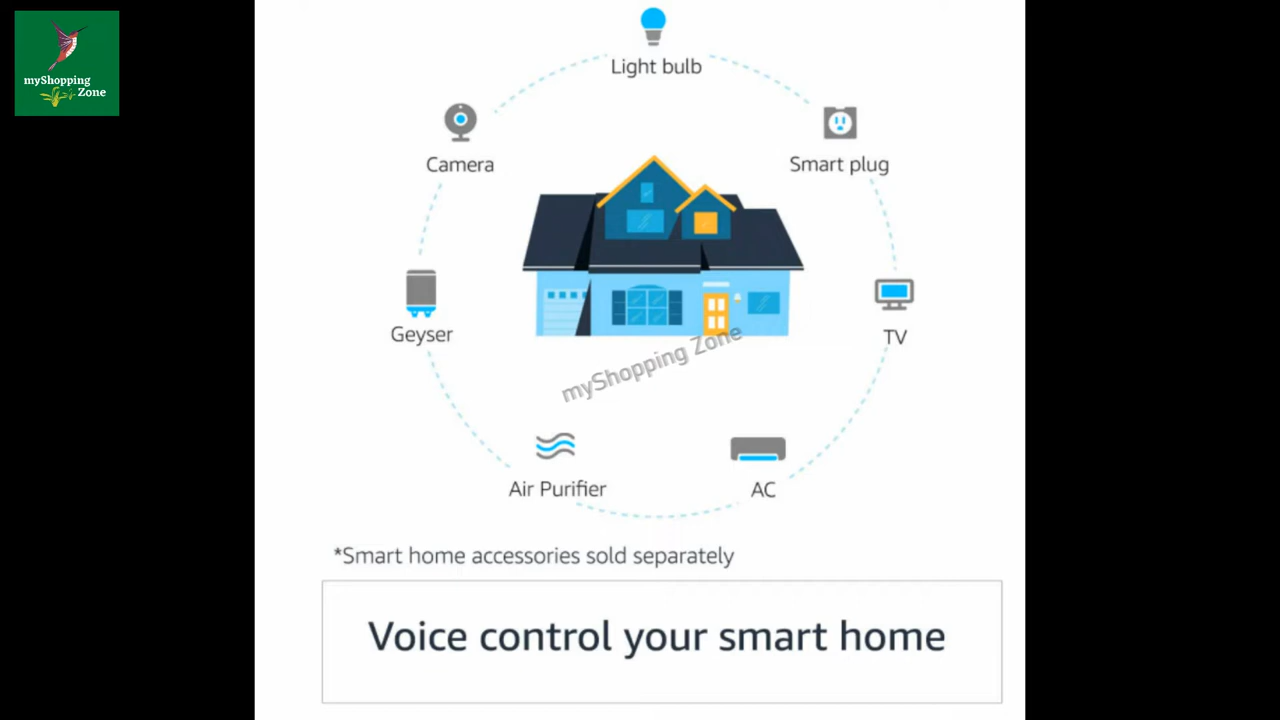 myShopping
Zone
Light bulb
Camera
Smart plug
Geyser
TV
myShopping Zone
Air Purifier
AC
*Smart home accessories sold separately
Voice control your smart home